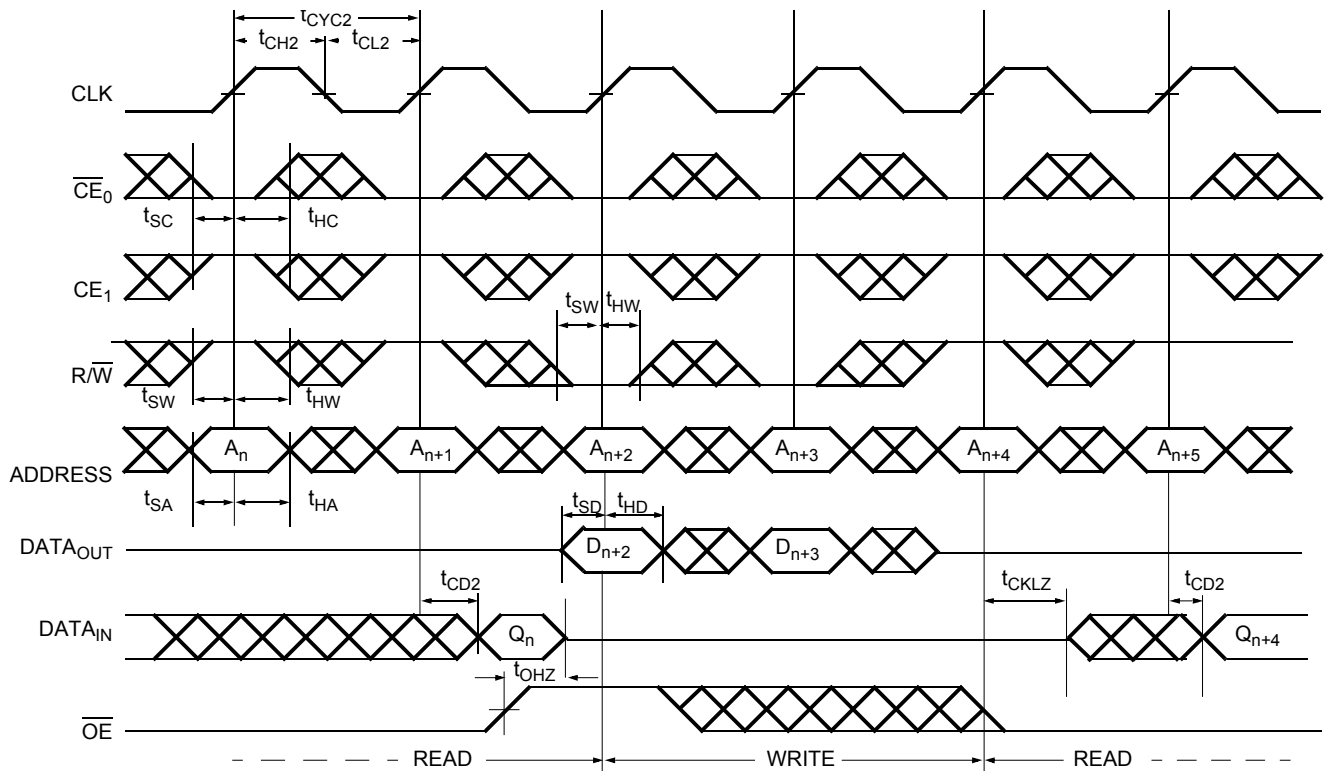 tCYC2
tCH2 tCL2
CLK
CE0
tSC tHC
CE1
tSW tHW
R/W
tSW tHW
An An+1 An+2 An+3 An+4 An+5
ADDRESS
tSA tHA
tSD tHD
DATAOUT Dn+2 Dn+3
tCD2 tCKLZ tCD2
DATAIN Qn Qn+4
tOHZ
OE
READ WRITE READ